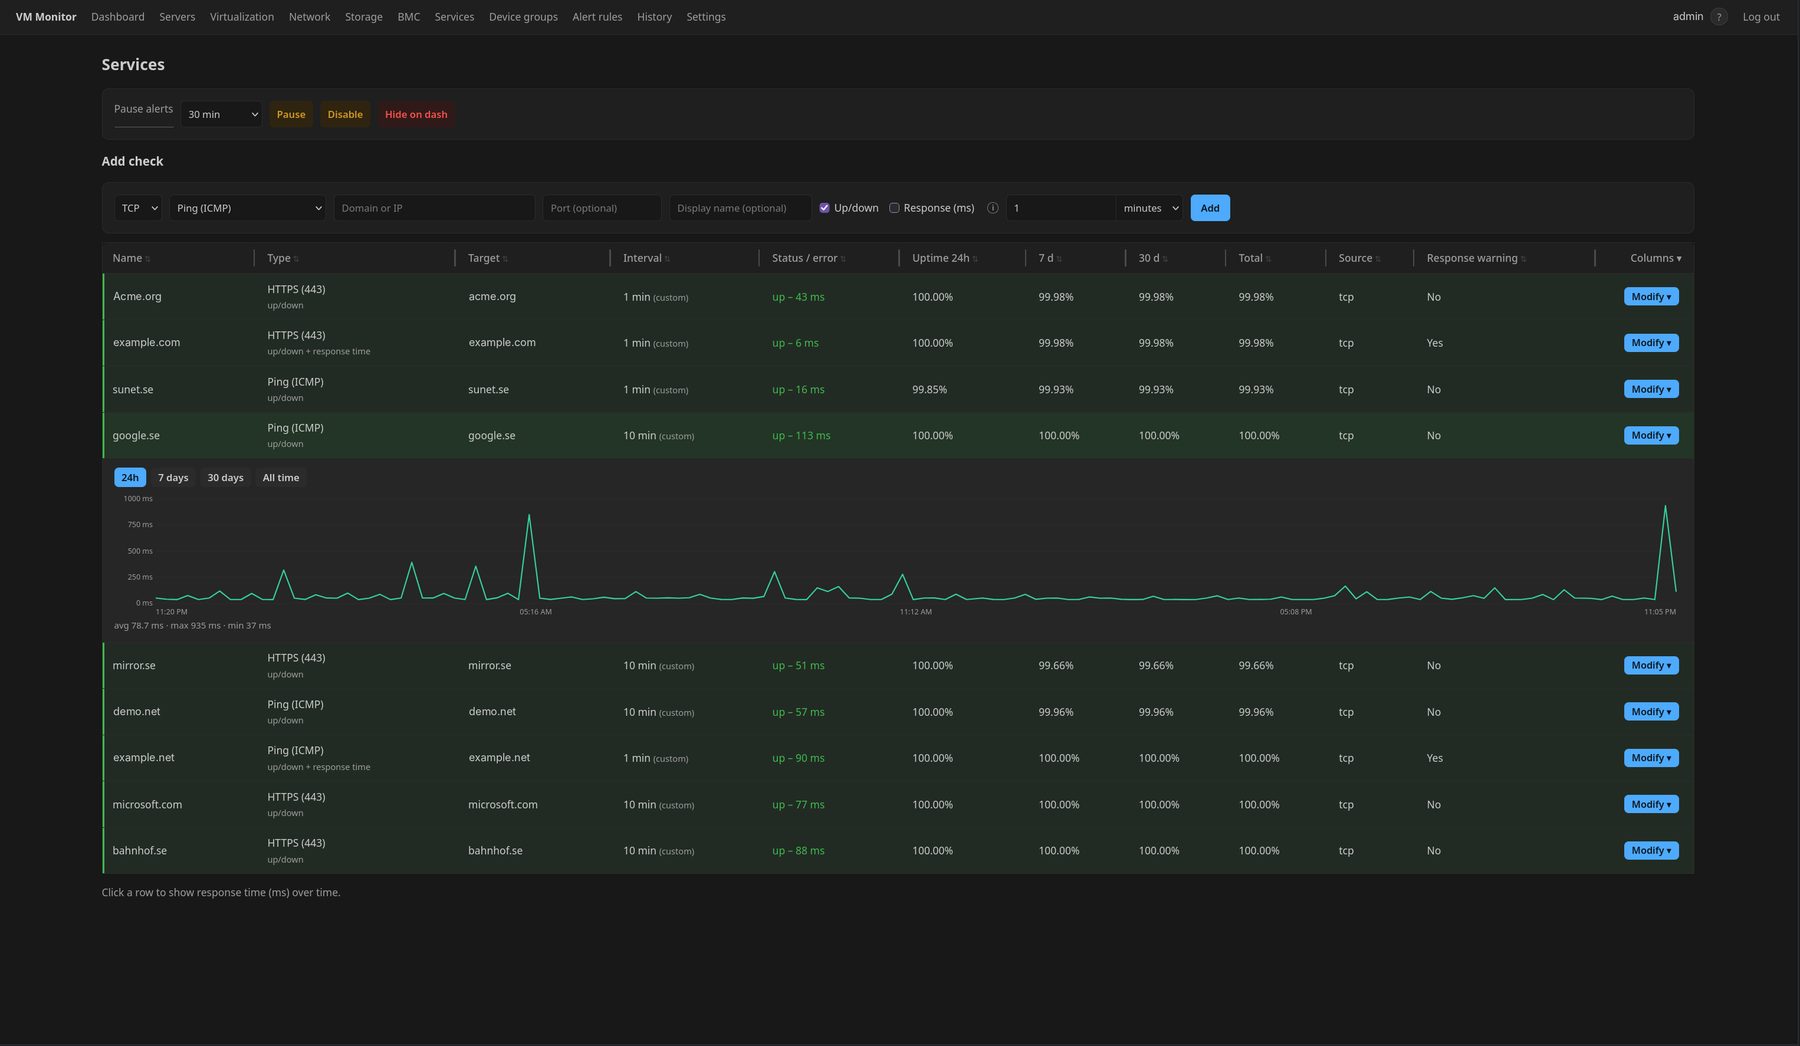 VM Monitor Dashboard Servers Virtualization Network Storage BMC Services Device groups Alert rules History Settings admin ? Log out
Services
Pause alerts 30 min Pause Disable Hide on dash
Add check
TCP Ping (ICMP) Domain or IP Port (optional) Display name (optional) Up/down Response (ms) i 1 minutes Add
Name Type Target Interval Status / error Uptime 24h 7 d 30 d Total Source Response warning Columns ▾
Acme.org HTTPS (443) acme.org 1 min (custom) up – 43 ms 100.00% 99.98% 99.98% 99.98% tcp No Modify ▾
up/down
example.com HTTPS (443) example.com 1 min (custom) up – 6 ms 100.00% 99.98% 99.98% 99.98% tcp Yes Modify ▾
up/down + response time
sunet.se Ping (ICMP) sunet.se 1 min (custom) up – 16 ms 99.85% 99.93% 99.93% 99.93% tcp No Modify ▾
up/down
google.se Ping (ICMP) google.se 10 min (custom) up – 113 ms 100.00% 100.00% 100.00% 100.00% tcp No Modify ▾
up/down
24h 7 days 30 days All time
1000 ms
750 ms
500 ms
250 ms
0 ms
11:20 PM 05:16 AM 11:12 AM 05:08 PM 11:05 PM
avg 78.7 ms · max 935 ms · min 37 ms
mirror.se HTTPS (443) mirror.se 10 min (custom) up – 51 ms 100.00% 99.66% 99.66% 99.66% tcp No Modify ▾
up/down
demo.net Ping (ICMP) demo.net 10 min (custom) up – 57 ms 100.00% 99.96% 99.96% 99.96% tcp No Modify ▾
up/down
example.net Ping (ICMP) example.net 1 min (custom) up – 90 ms 100.00% 100.00% 100.00% 100.00% tcp Yes Modify ▾
up/down + response time
microsoft.com HTTPS (443) microsoft.com 10 min (custom) up – 77 ms 100.00% 100.00% 100.00% 100.00% tcp No Modify ▾
up/down
bahnhof.se HTTPS (443) bahnhof.se 10 min (custom) up – 88 ms 100.00% 100.00% 100.00% 100.00% tcp No Modify ▾
up/down
Click a row to show response time (ms) over time.